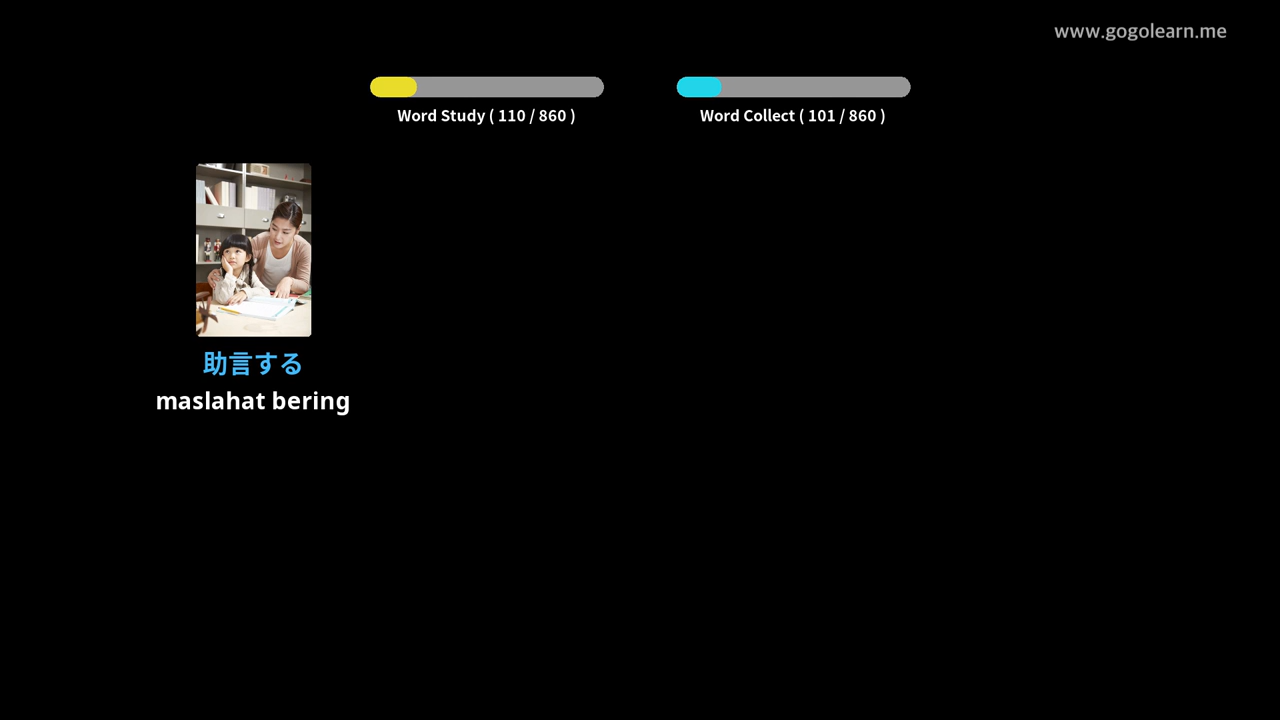 www.gogolearn.me
Word Study ( 110 / 860 )
Word Collect ( 101 / 860 )
助言する
maslahat bering